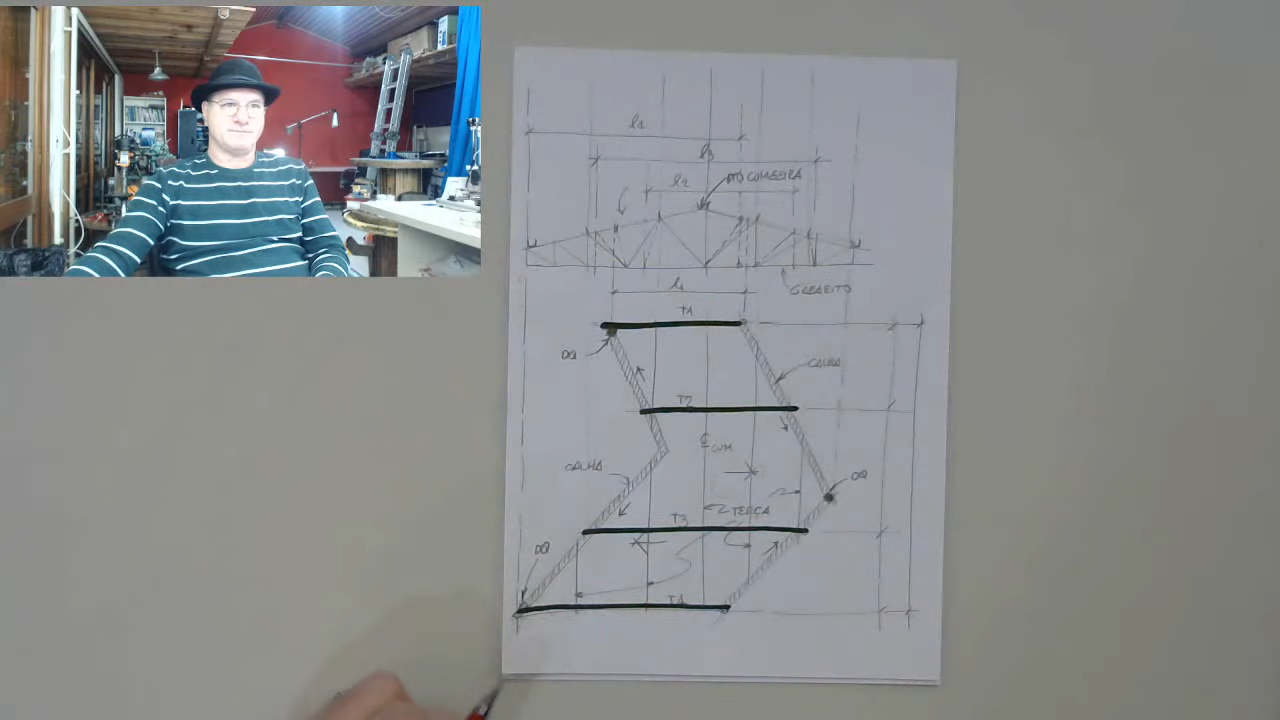 l1
l3
l2
PTO CUMEEIRA
l1
GABARITO
T1
DQ
CALHA
T2
CUM.
CALHA
DQ
TERÇA
T3
DQ
T4